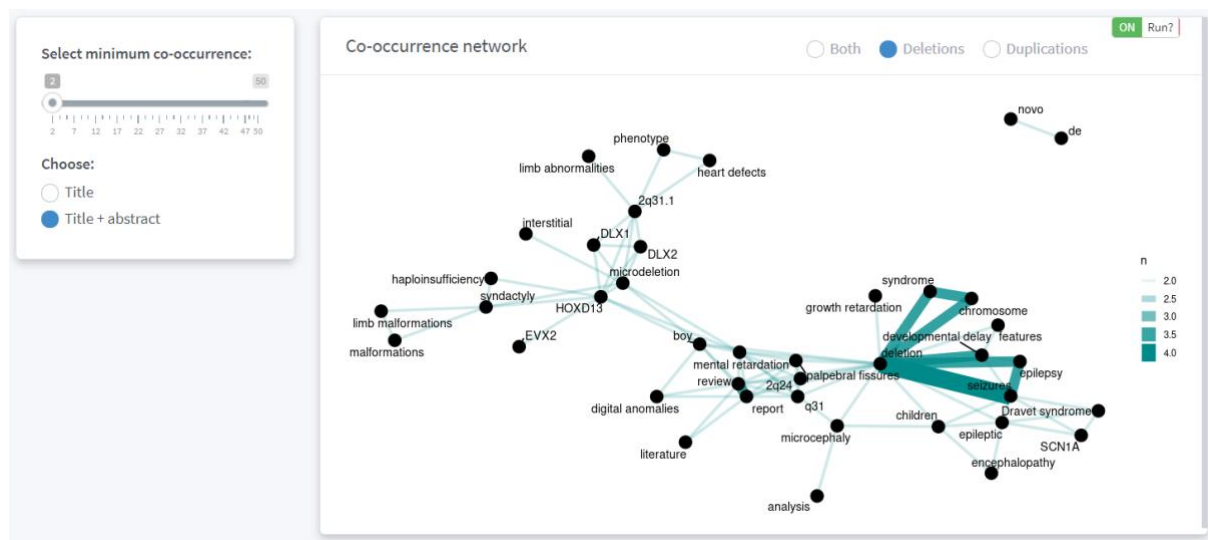 Select minimum co-occurrence:
2
50
2 7 12 17 22 27 32 37 42 47 50
Choose:
Title
Title + abstract
Co-occurrence network
Both
Deletions
Duplications
ON Run?
novo
de
phenotype
limb abnormalities
heart defects
2q31.1
interstitial
DLX1
DLX2
microdeletion
haploinsufficiency
syndactyly
HOXD13
limb malformations
malformations
EVX2
syndrome
growth retardation
chromosome
developmental delay
features
boy
deletion
mental retardation
palpebral fissures
epilepsy
review
2q24
seizures
digital anomalies
report
q31
children
Dravet syndrome
microcephaly
epileptic
SCN1A
literature
encephalopathy
analysis
n
2.0
2.5
3.0
3.5
4.0